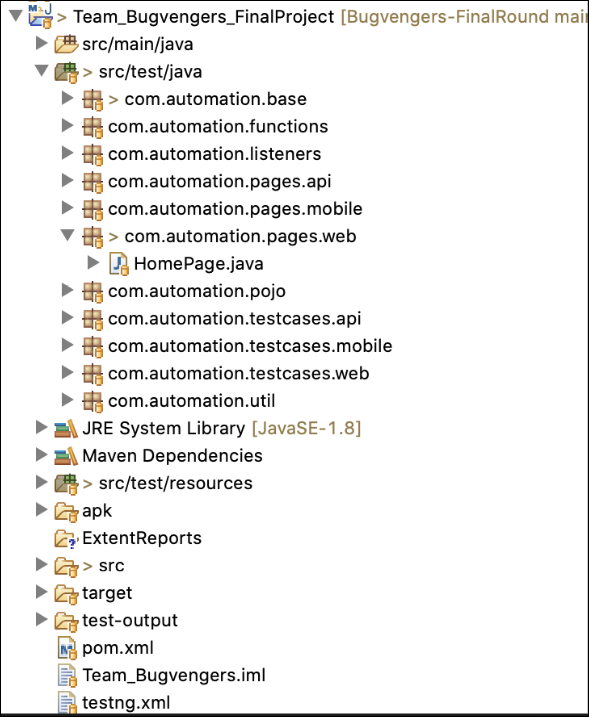 > Team_Bugvengers_FinalProject [Bugvengers-FinalRound mai
src/main/java
> src/test/java
> com.automation.base
com.automation.functions
com.automation.listeners
com.automation.pages.api
com.automation.pages.mobile
> com.automation.pages.web
HomePage.java
com.automation.pojo
com.automation.testcases.api
com.automation.testcases.mobile
com.automation.testcases.web
com.automation.util
JRE System Library [JavaSE-1.8]
Maven Dependencies
> src/test/resources
apk
ExtentReports
> src
target
test-output
pom.xml
Team_Bugvengers.iml
testng.xml